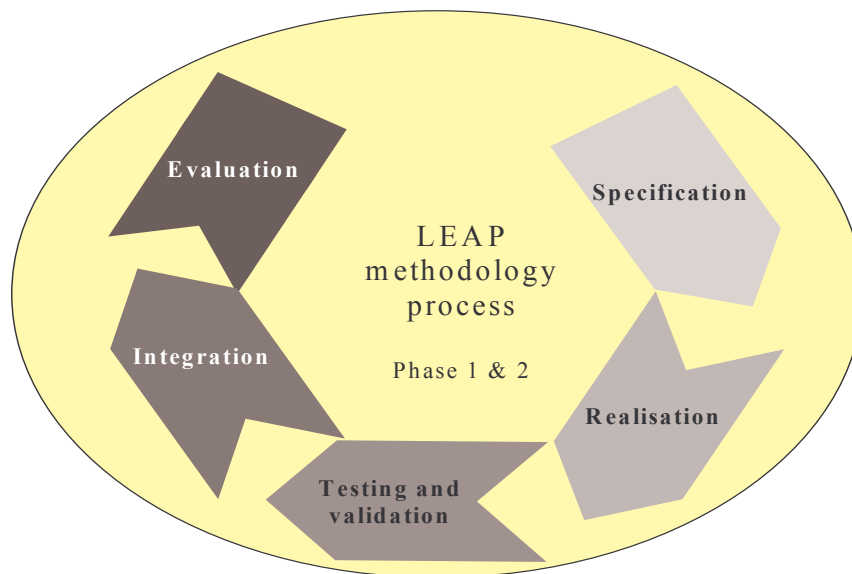 Evaluation
Specification
LEAP
methodology
process
Phase 1 & 2
Integration
Realisation
Testing and
validation